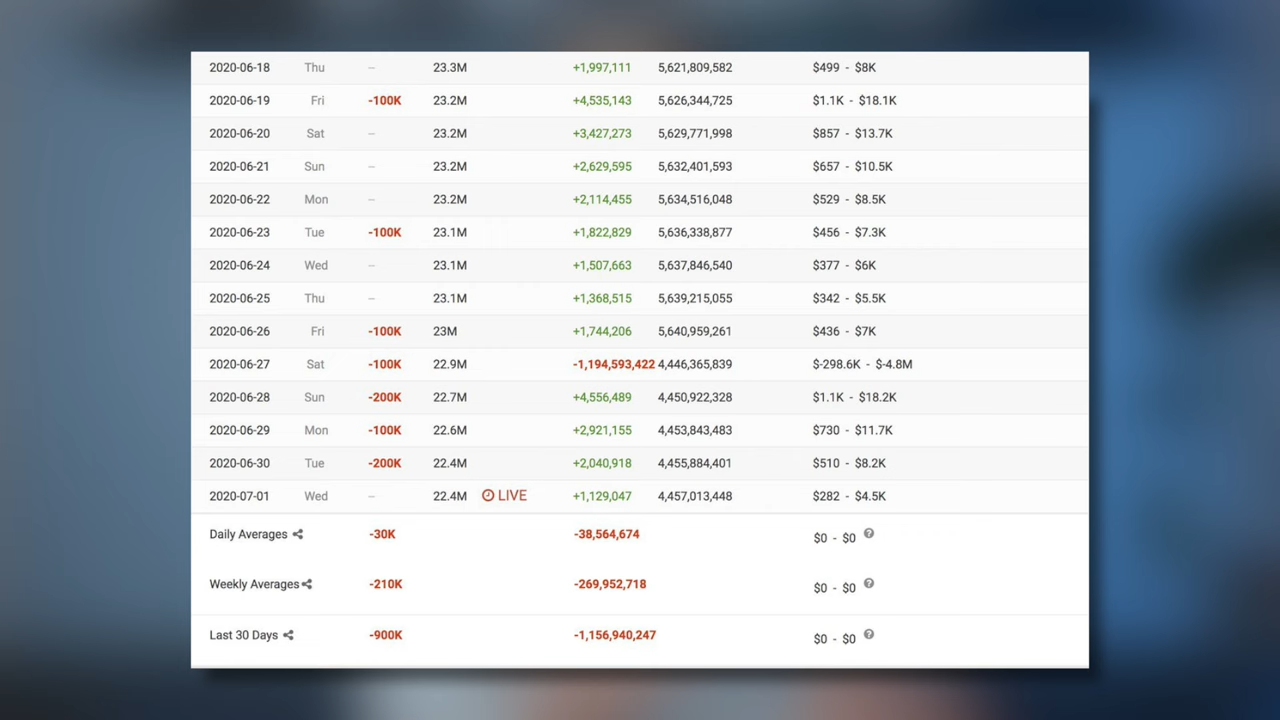 2020-06-18 Thu -- 23.3M +1,997,111 5,621,809,582 $499 - $8K
2020-06-19 Fri -100K 23.2M +4,535,143 5,626,344,725 $1.1K - $18.1K
2020-06-20 Sat -- 23.2M +3,427,273 5,629,771,998 $857 - $13.7K
2020-06-21 Sun -- 23.2M +2,629,595 5,632,401,593 $657 - $10.5K
2020-06-22 Mon -- 23.2M +2,114,455 5,634,516,048 $529 - $8.5K
2020-06-23 Tue -100K 23.1M +1,822,829 5,636,338,877 $456 - $7.3K
2020-06-24 Wed -- 23.1M +1,507,663 5,637,846,540 $377 - $6K
2020-06-25 Thu -- 23.1M +1,368,515 5,639,215,055 $342 - $5.5K
2020-06-26 Fri -100K 23M +1,744,206 5,640,959,261 $436 - $7K
2020-06-27 Sat -100K 22.9M -1,194,593,422 4,446,365,839 $-298.6K - $-4.8M
2020-06-28 Sun -200K 22.7M +4,556,489 4,450,922,328 $1.1K - $18.2K
2020-06-29 Mon -100K 22.6M +2,921,155 4,453,843,483 $730 - $11.7K
2020-06-30 Tue -200K 22.4M +2,040,918 4,455,884,401 $510 - $8.2K
2020-07-01 Wed -- 22.4M LIVE +1,129,047 4,457,013,448 $282 - $4.5K
Daily Averages -30K -38,564,674 $0 - $0 ?
Weekly Averages -210K -269,952,718 $0 - $0 ?
Last 30 Days -900K -1,156,940,247 $0 - $0 ?